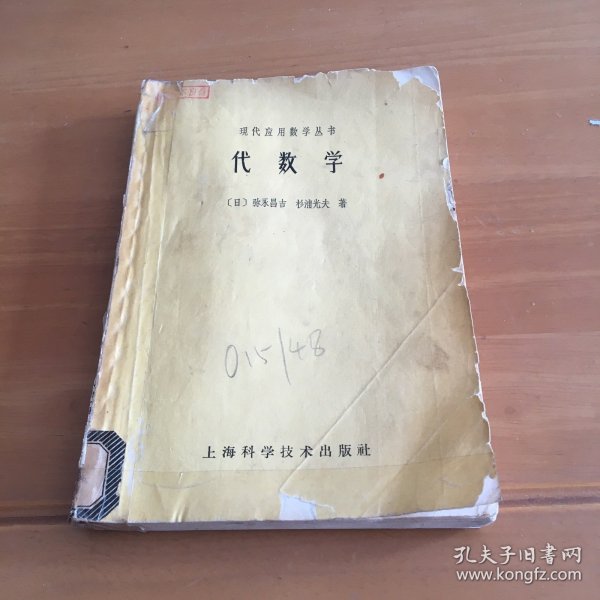 现代应用数学丛书
代数学
〔日〕弥永昌吉 杉浦光夫 著
015/48
上海科学技术出版社
孔夫子旧书网
www.kongfz.com